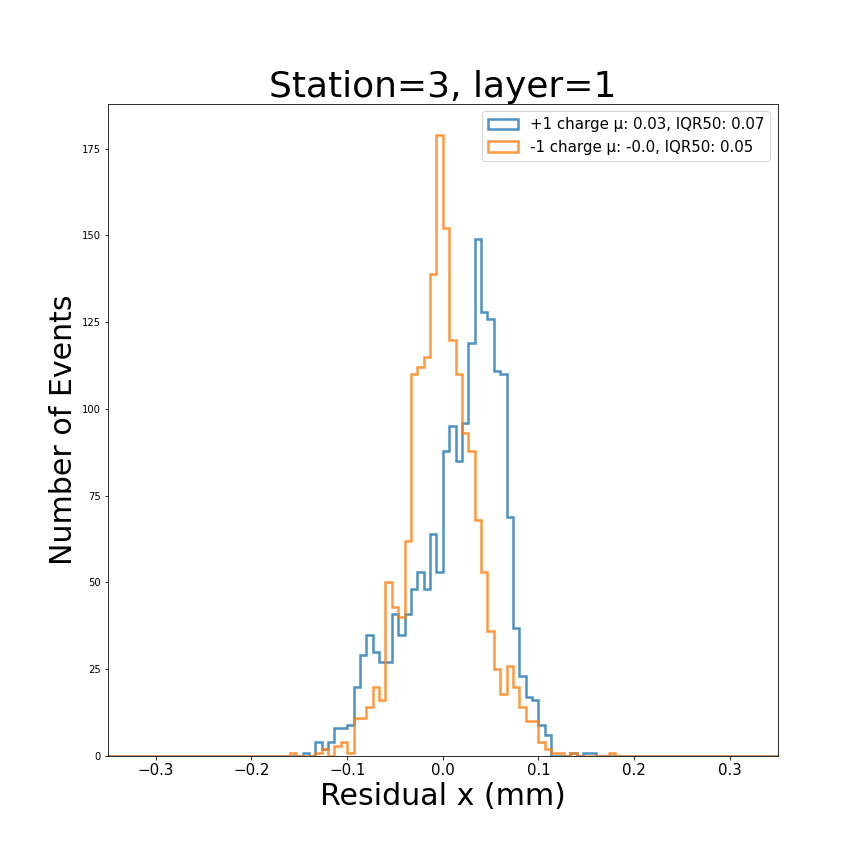 Station=3, layer=1
+1 charge μ: 0.03, IQR50: 0.07
-1 charge μ: -0.0, IQR50: 0.05
Number of Events
175
150
125
100
75
50
25
0
−0.3 −0.2 −0.1 0.0 0.1 0.2 0.3
Residual x (mm)